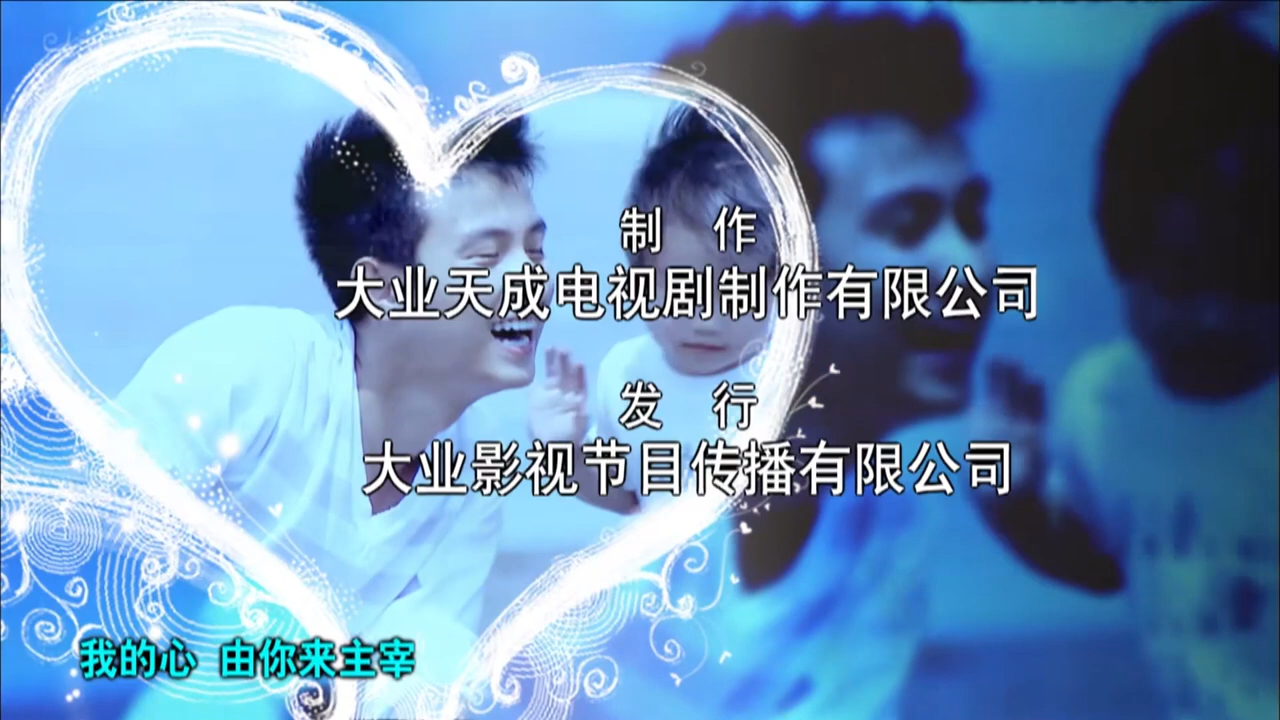 制 作
大业天成电视剧制作有限公司
发 行
大业影视节目传播有限公司
我的心 由你来主宰